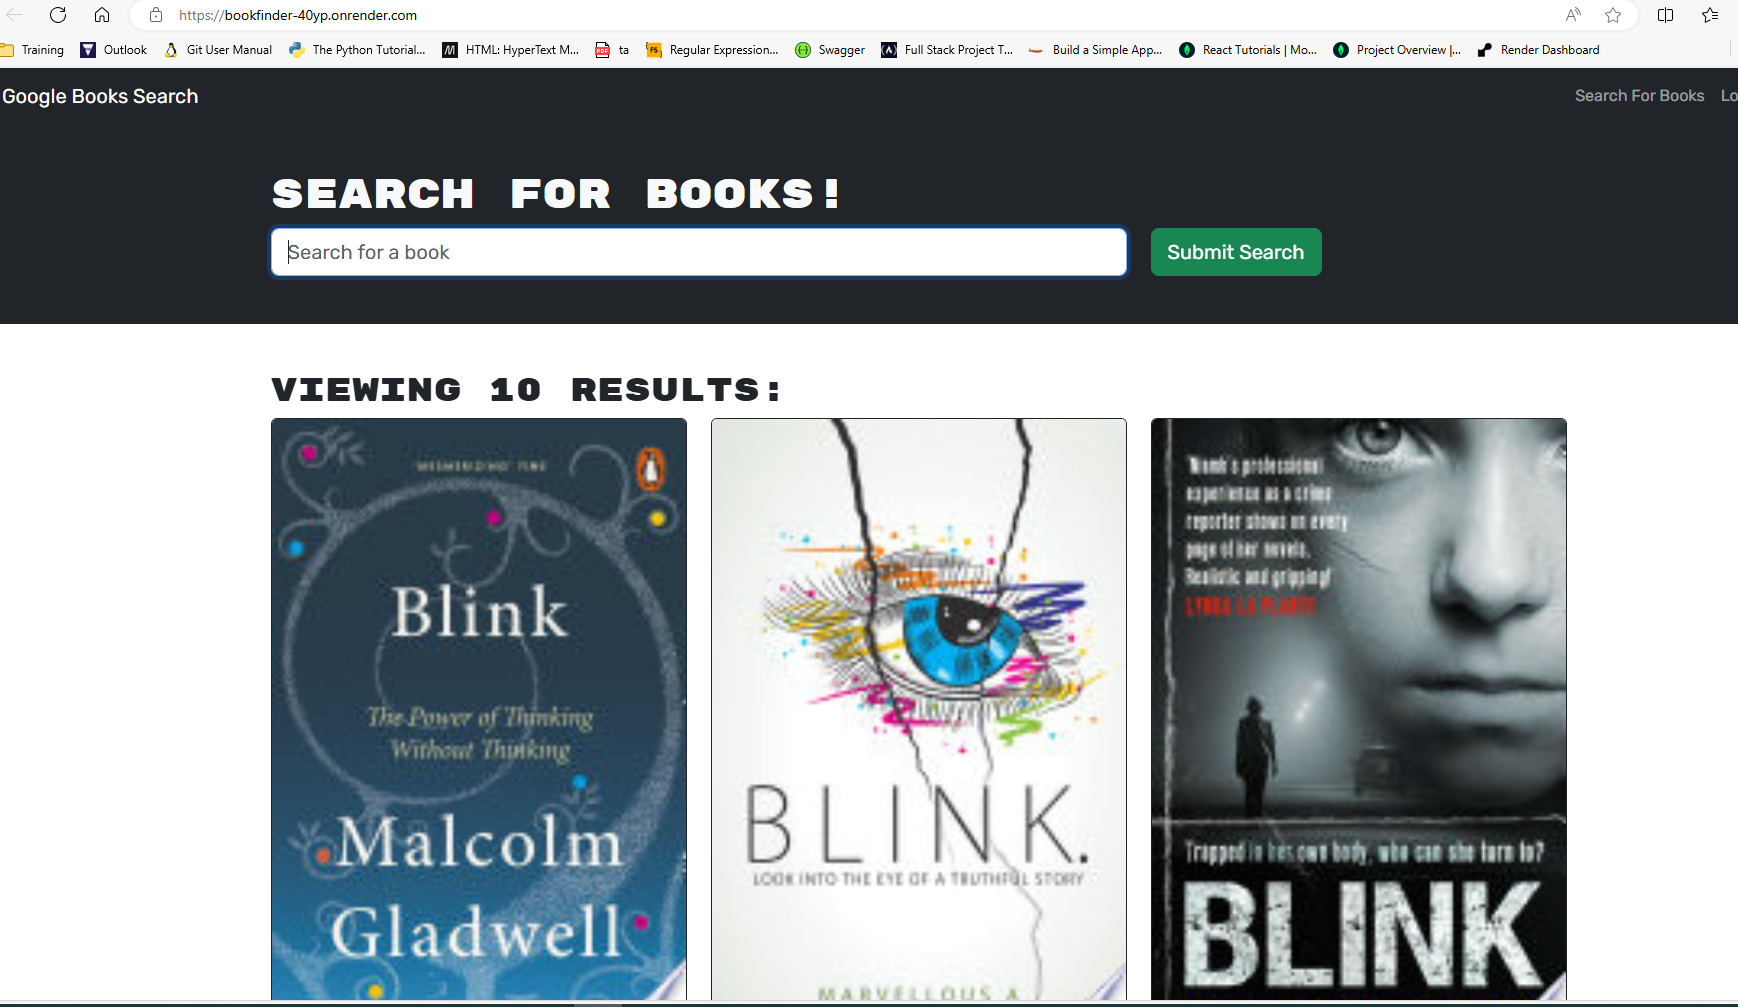 https://bookfinder-40yp.onrender.com
Training Outlook Git User Manual The Python Tutorial... HTML: HyperText M... ta Regular Expression... Swagger Full Stack Project T... Build a Simple App... React Tutorials | Mo... Project Overview |... Render Dashboard
Google Books Search Search For Books Lo
SEARCH FOR BOOKS!
Search for a book Submit Search
VIEWING 10 RESULTS:
Blink
The Power of Thinking
Without Thinking
Malcolm
Gladwell
BLINK.
LOOK INTO THE EYE OF A TRUTHFUL STORY
MARVELLOUS A
'Niamh's professional
experience as a crime
reporter shows on every
page of her novels.
Realistic and gripping'
LYNDA LA PLANTE
Trapped in her own body, who can she turn to?
BLINK